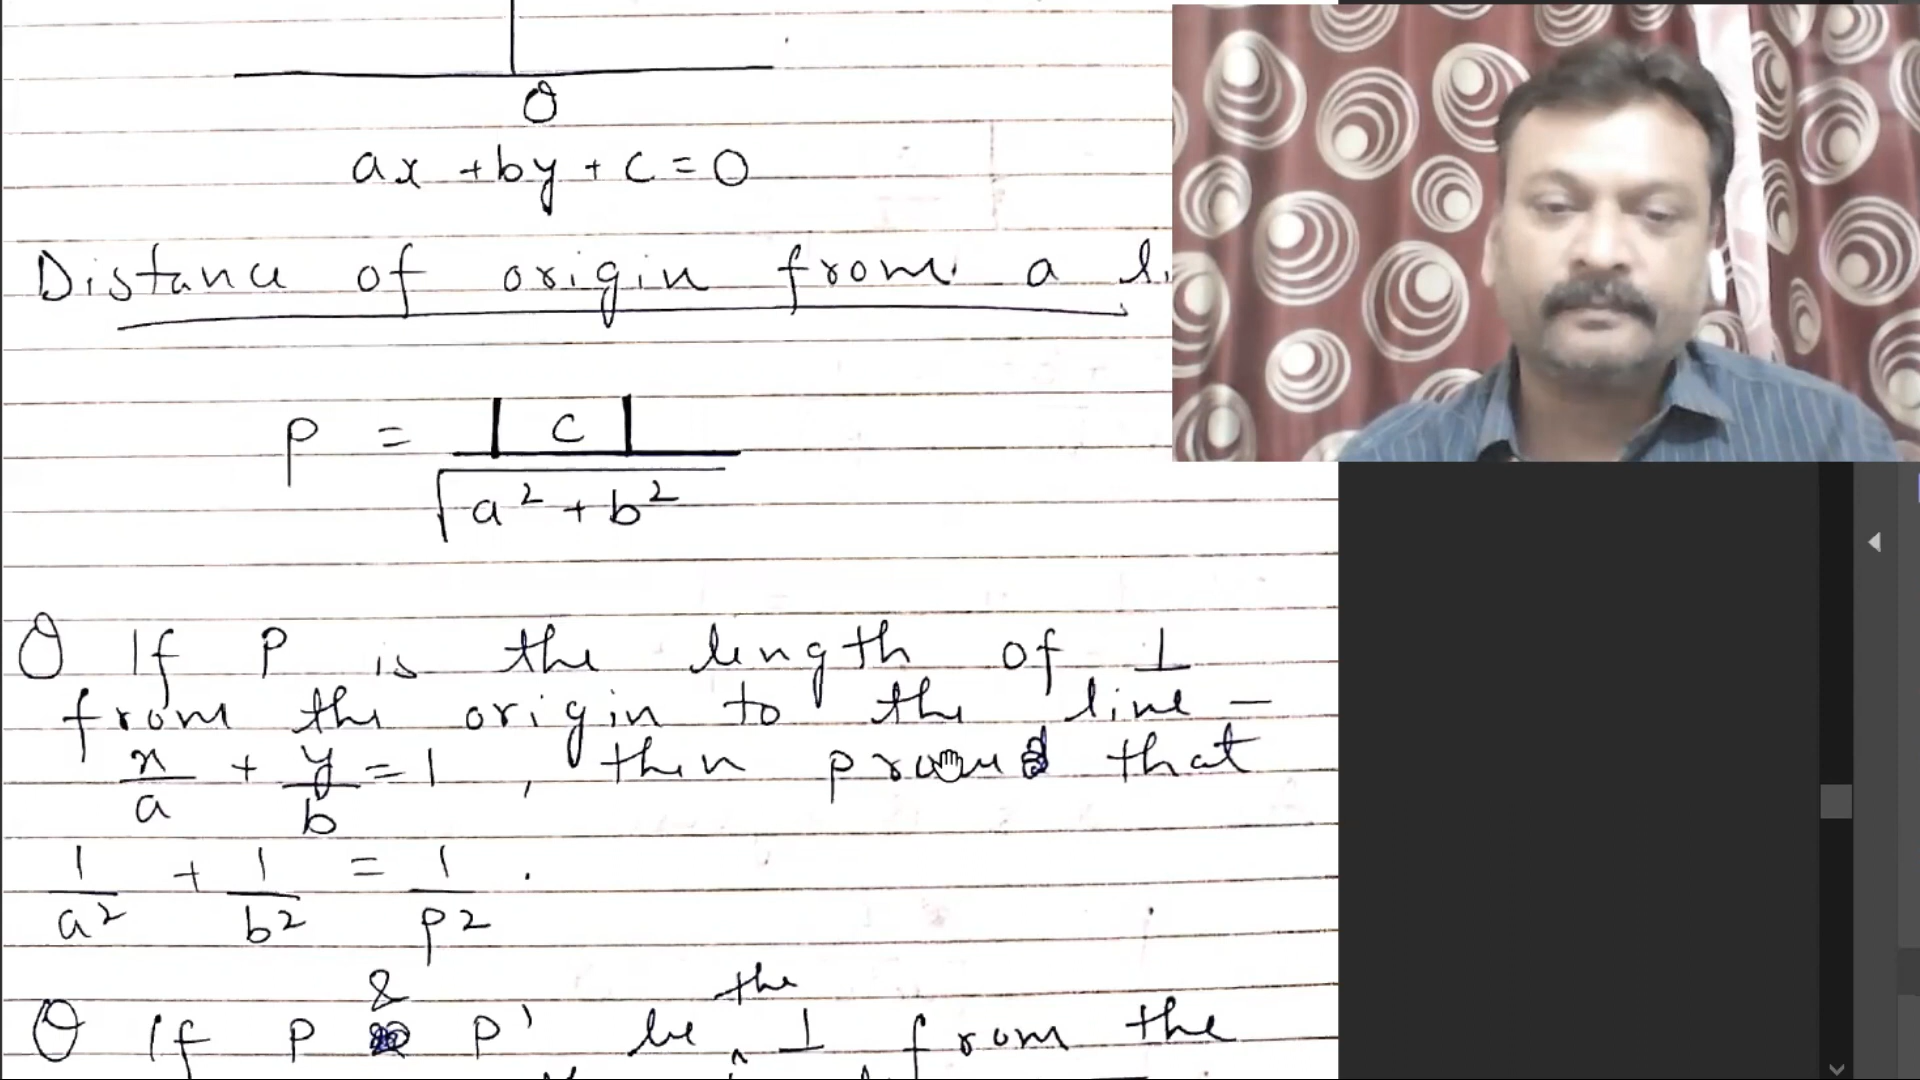 O
ax + by + c = 0
Distance of origin from a
p = | c | / √a² + b²
Q If P is the length of ⊥
from the origin to the line -
x/a + y/b = 1 , then prove that
1/a² + 1/b² = 1/p² .
& the
Q If P P' be ^ ⊥ from the